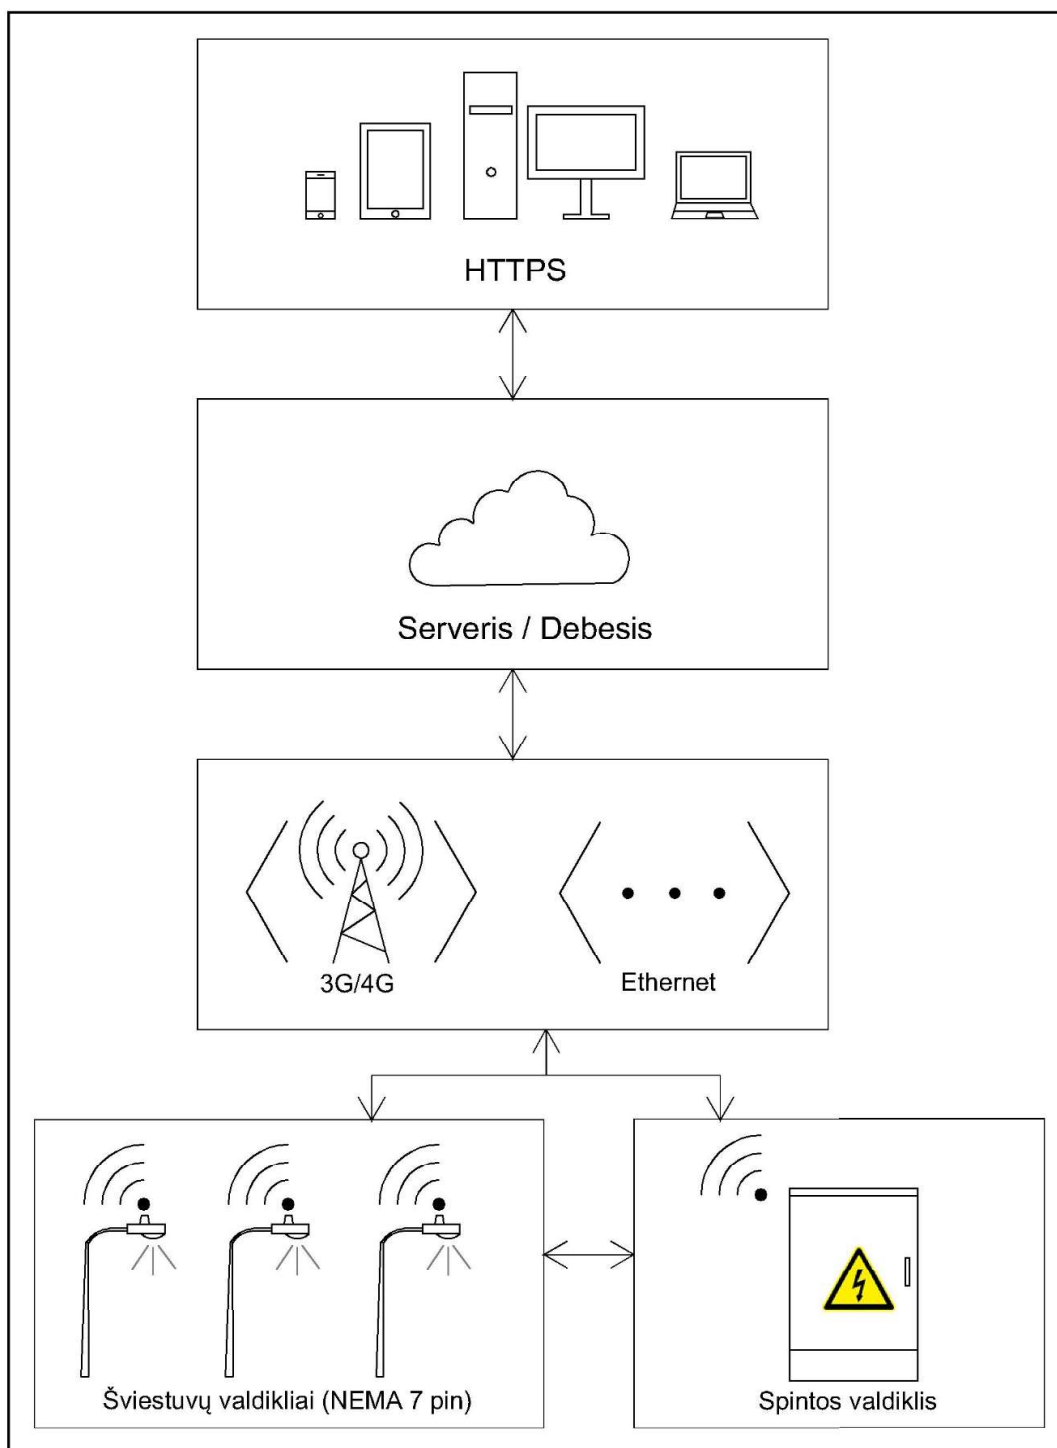 HTTPS
Serveris / Debesis
3G/4G
Ethernet
Šviestuvų valdikliai (NEMA 7 pin)
Spintos valdiklis